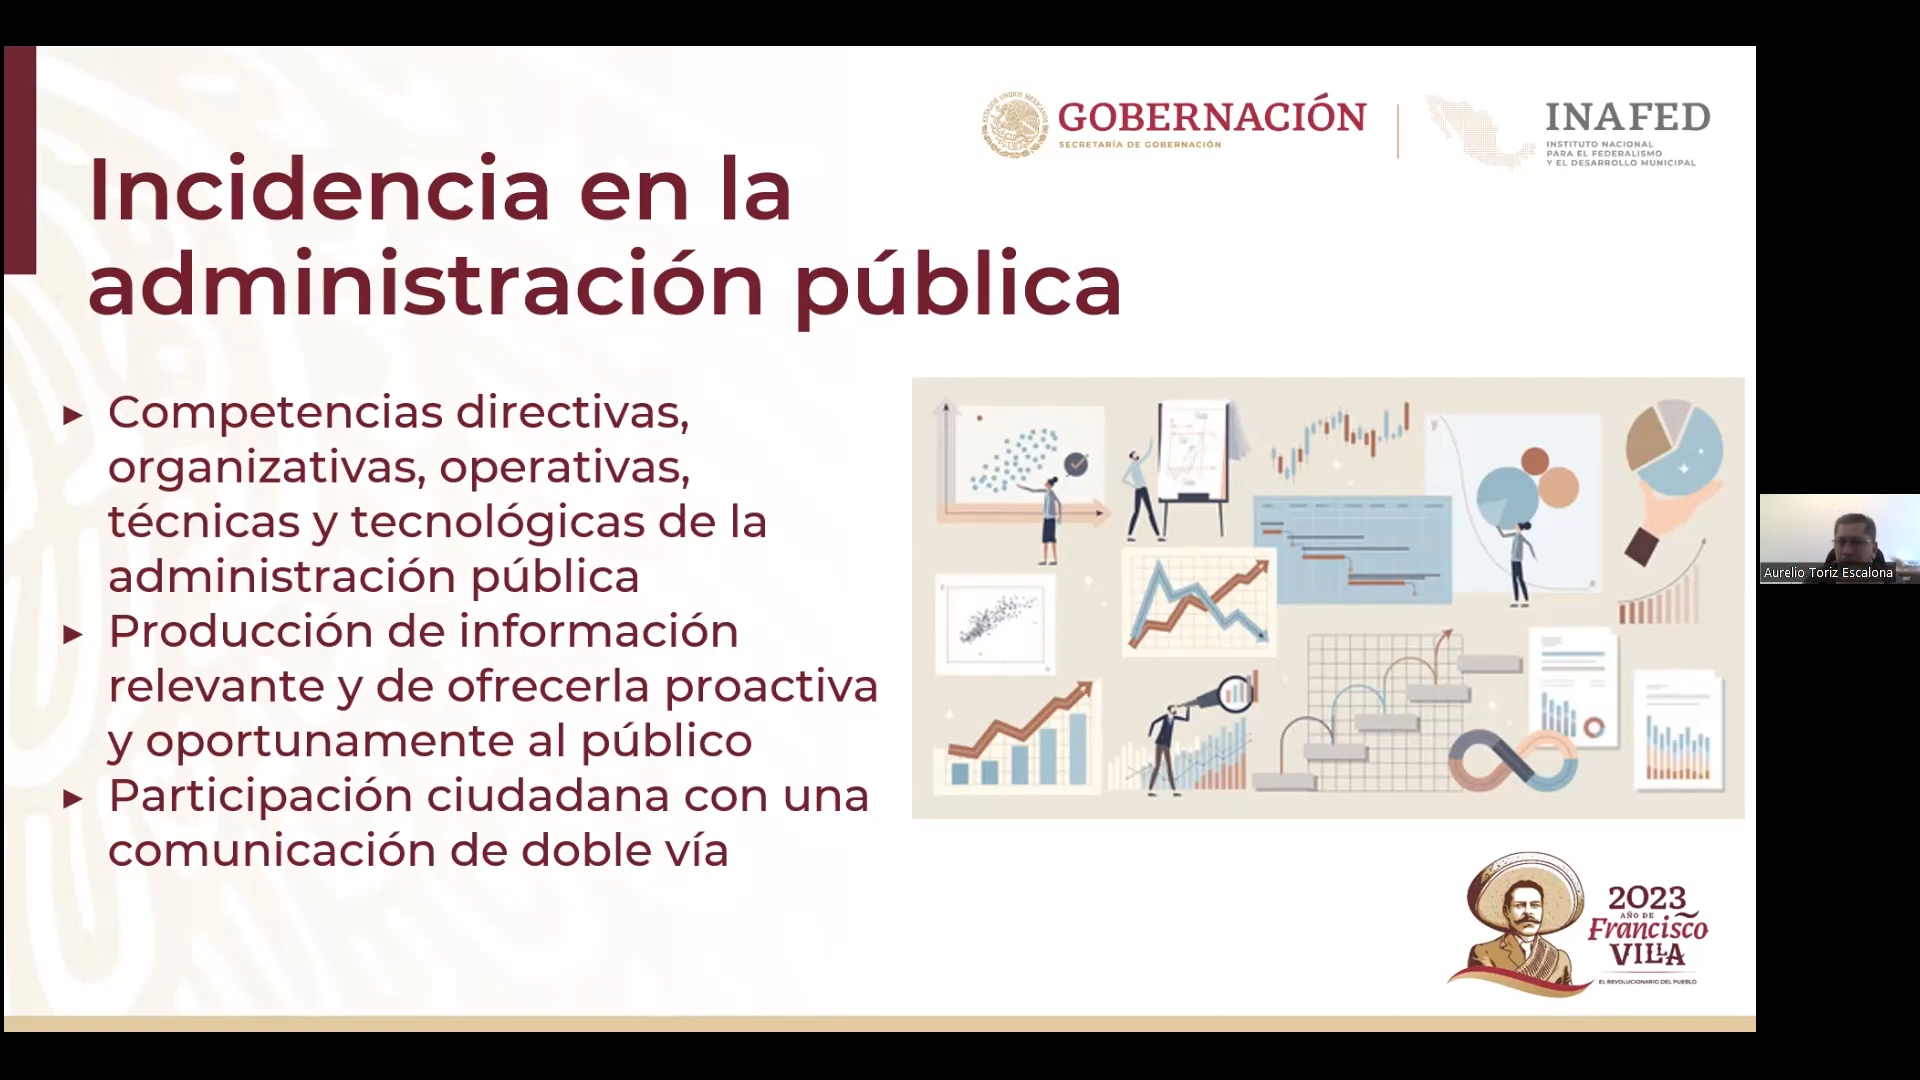 GOBERNACIÓN
SECRETARÍA DE GOBERNACIÓN
INAFED
INSTITUTO NACIONAL
PARA EL FEDERALISMO
Y EL DESARROLLO MUNICIPAL
Incidencia en la
administración pública
▸ Competencias directivas,
organizativas, operativas,
técnicas y tecnológicas de la
administración pública
▸ Producción de información
relevante y de ofrecerla proactiva
y oportunamente al público
▸ Participación ciudadana con una
comunicación de doble vía
Aurelio Toriz Escalona
2023
AÑO DE
Francisco
VILLA
EL REVOLUCIONARIO DEL PUEBLO